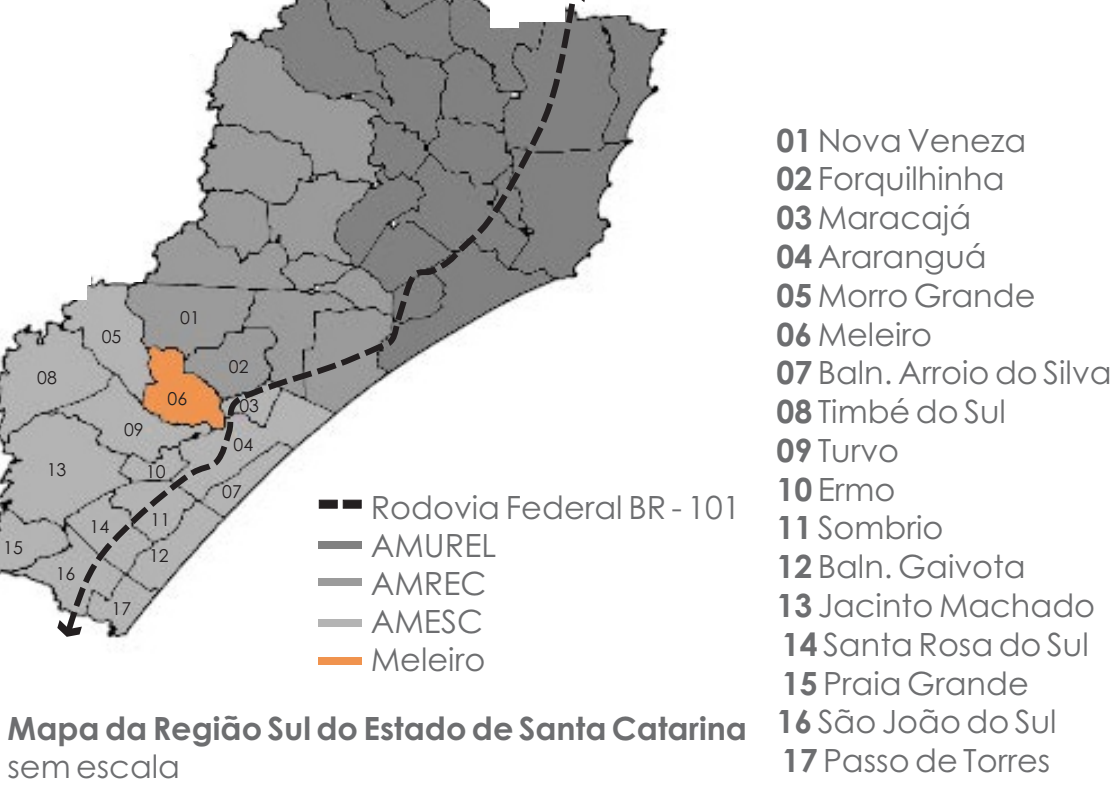 01
05
02
08
06
03
09
04
13
10
07
14
11
15
12
16
17
Rodovia Federal BR - 101
AMUREL
AMREC
AMESC
Meleiro
Mapa da Região Sul do Estado de Santa Catarina
sem escala
01 Nova Veneza
02 Forquilhinha
03 Maracajá
04 Araranguá
05 Morro Grande
06 Meleiro
07 Baln. Arroio do Silva
08 Timbé do Sul
09 Turvo
10 Ermo
11 Sombrio
12 Baln. Gaivota
13 Jacinto Machado
14 Santa Rosa do Sul
15 Praia Grande
16 São João do Sul
17 Passo de Torres